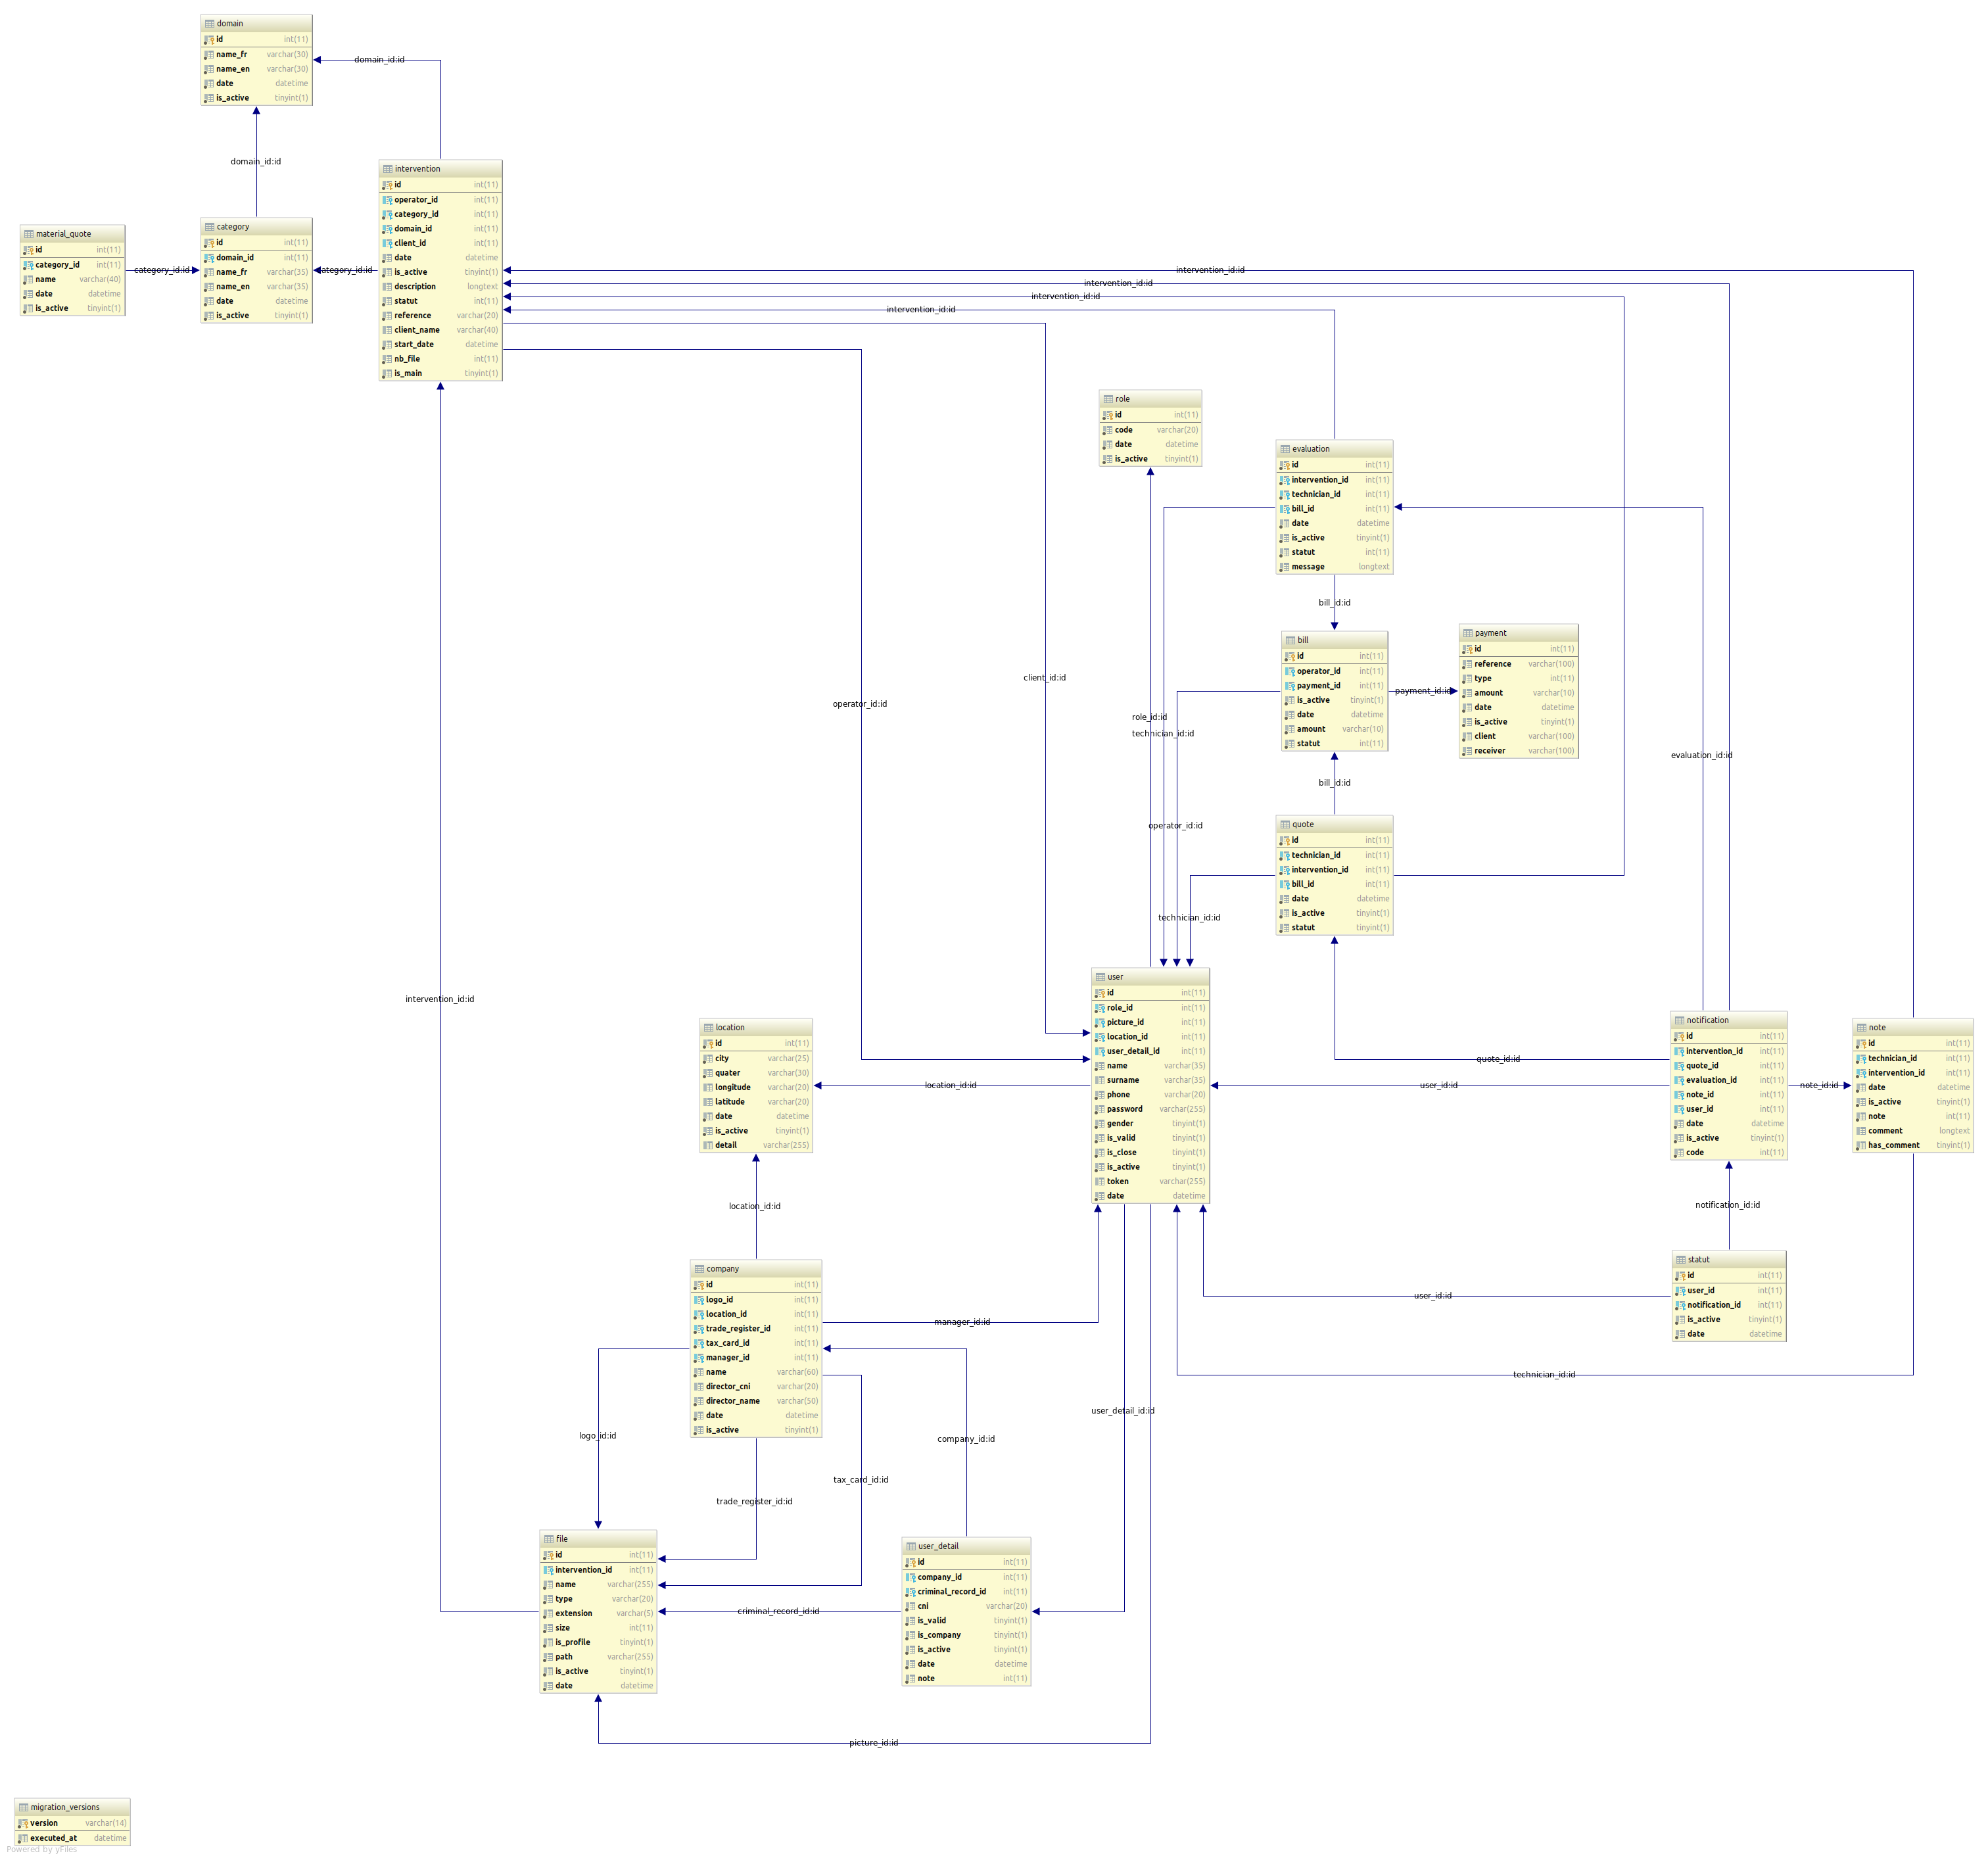 domain
id int(11)
name_fr varchar(30)
name_en varchar(30)
date datetime
is_active tinyint(1)
domain_id:id
domain_id:id
intervention
id int(11)
operator_id int(11)
category_id int(11)
domain_id int(11)
client_id int(11)
date datetime
is_active tinyint(1)
description longtext
statut int(11)
reference varchar(20)
client_name varchar(40)
start_date datetime
nb_file int(11)
is_main tinyint(1)
material_quote
id int(11)
category_id int(11)
name varchar(40)
date datetime
is_active tinyint(1)
category_id:id
category
id int(11)
domain_id int(11)
name_fr varchar(35)
name_en varchar(35)
date datetime
is_active tinyint(1)
category_id:id
intervention_id:id
intervention_id:id
intervention_id:id
intervention_id:id
role
id int(11)
code varchar(20)
date datetime
is_active tinyint(1)
evaluation
id int(11)
intervention_id int(11)
technician_id int(11)
bill_id int(11)
date datetime
is_active tinyint(1)
statut int(11)
message longtext
bill_id:id
bill
id int(11)
operator_id int(11)
payment_id int(11)
is_active tinyint(1)
date datetime
amount varchar(10)
statut int(11)
payment_id:id
payment
id int(11)
reference varchar(100)
type int(11)
amount varchar(10)
date datetime
is_active tinyint(1)
client varchar(100)
receiver varchar(100)
client_id:id
operator_id:id
role_id:id
technician_id:id
evaluation_id:id
bill_id:id
operator_id:id
quote
id int(11)
technician_id int(11)
intervention_id int(11)
bill_id int(11)
date datetime
is_active tinyint(1)
statut tinyint(1)
technician_id:id
intervention_id:id
user
id int(11)
role_id int(11)
picture_id int(11)
location_id int(11)
user_detail_id int(11)
name varchar(35)
surname varchar(35)
phone varchar(20)
password varchar(255)
gender tinyint(1)
is_valid tinyint(1)
is_close tinyint(1)
is_active tinyint(1)
token varchar(255)
date datetime
location
id int(11)
city varchar(25)
quater varchar(30)
longitude varchar(20)
latitude varchar(20)
date datetime
is_active tinyint(1)
detail varchar(255)
location_id:id
quote_id:id
user_id:id
notification
id int(11)
intervention_id int(11)
quote_id int(11)
evaluation_id int(11)
note_id int(11)
user_id int(11)
date datetime
is_active tinyint(1)
code int(11)
note_id:id
note
id int(11)
technician_id int(11)
intervention_id int(11)
date datetime
is_active tinyint(1)
note int(11)
comment longtext
has_comment tinyint(1)
location_id:id
notification_id:id
company
id int(11)
logo_id int(11)
location_id int(11)
trade_register_id int(11)
tax_card_id int(11)
manager_id int(11)
name varchar(60)
director_cni varchar(20)
director_name varchar(50)
date datetime
is_active tinyint(1)
manager_id:id
user_id:id
statut
id int(11)
user_id int(11)
notification_id int(11)
is_active tinyint(1)
date datetime
technician_id:id
user_detail_id:id
logo_id:id
company_id:id
tax_card_id:id
trade_register_id:id
file
id int(11)
intervention_id int(11)
name varchar(255)
type varchar(20)
extension varchar(5)
size int(11)
is_profile tinyint(1)
path varchar(255)
is_active tinyint(1)
date datetime
criminal_record_id:id
user_detail
id int(11)
company_id int(11)
criminal_record_id int(11)
cni varchar(20)
is_valid tinyint(1)
is_company tinyint(1)
is_active tinyint(1)
date datetime
note int(11)
picture_id:id
migration_versions
version varchar(14)
executed_at datetime
Powered by yFiles